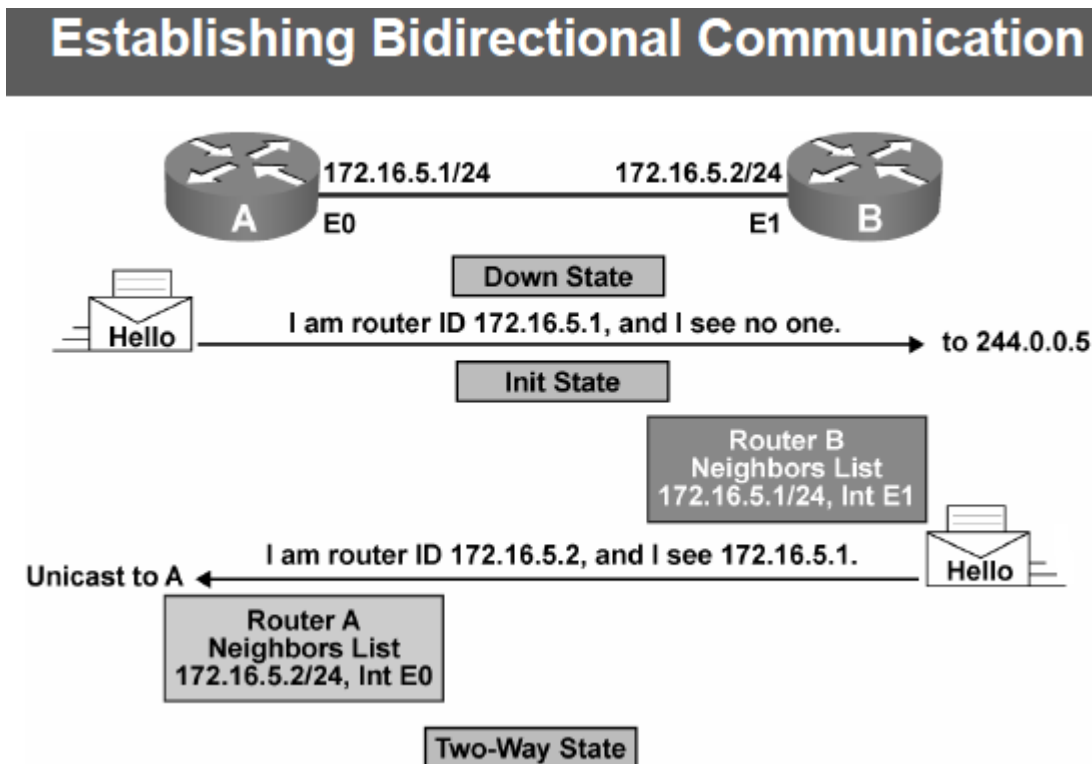 Establishing Bidirectional Communication
172.16.5.1/24
172.16.5.2/24
A
E0
E1
B
Down State
Hello
I am router ID 172.16.5.1, and I see no one.
to 244.0.0.5
Init State
Router B
Neighbors List
172.16.5.1/24, Int E1
I am router ID 172.16.5.2, and I see 172.16.5.1.
Hello
Unicast to A
Router A
Neighbors List
172.16.5.2/24, Int E0
Two-Way State